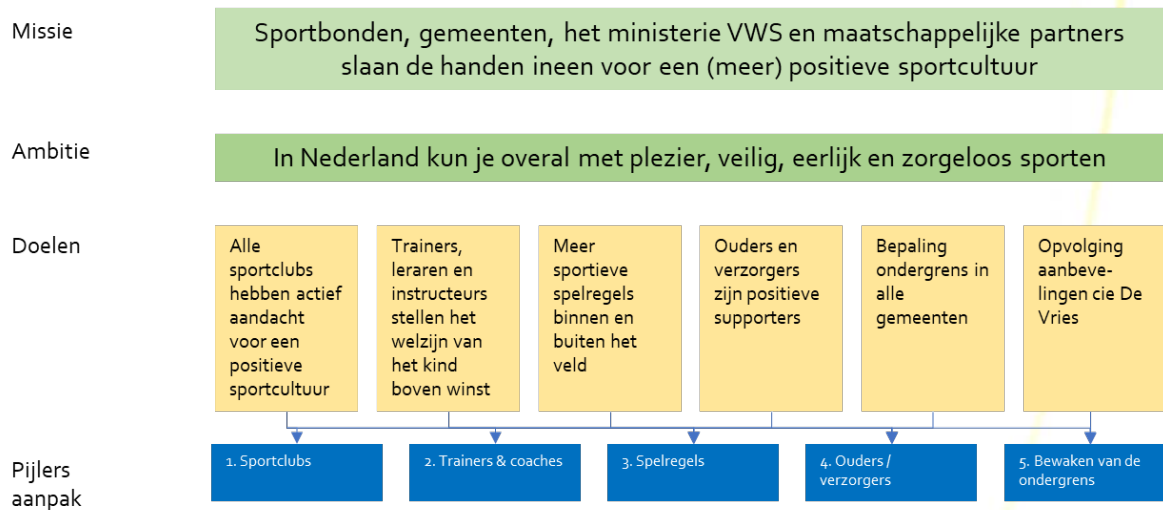 Missie
Sportbonden, gemeenten, het ministerie VWS en maatschappelijke partners
slaan de handen ineen voor een (meer) positieve sportcultuur
Ambitie
In Nederland kun je overal met plezier, veilig, eerlijk en zorgeloos sporten
Doelen
Alle
sportclubs
hebben actief
aandacht
voor een
positieve
sportcultuur
Trainers,
leraren en
instructeurs
stellen het
welzijn van
het kind
boven winst
Meer
sportieve
spelregels
binnen en
buiten het
veld
Ouders en
verzorgers
zijn positieve
supporters
Bepaling
ondergrens in
alle
gemeenten
Opvolging
aanbeve-
lingen cie De
Vries
Pijlers
aanpak
1. Sportclubs
2. Trainers & coaches
3. Spelregels
4. Ouders /
verzorgers
5. Bewaken van de
ondergrens